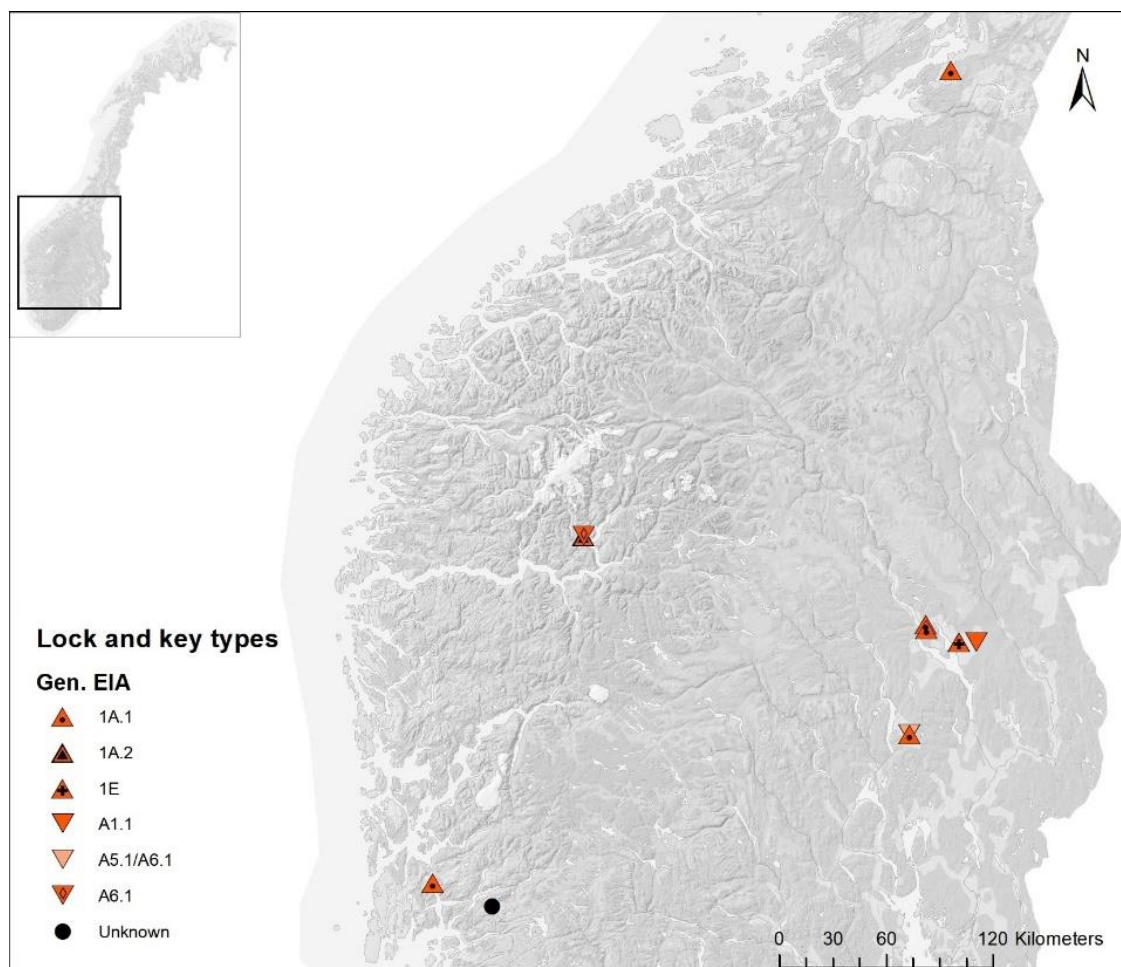 N
Lock and key types
Gen. EIA
1A.1
1A.2
1E
A1.1
A5.1/A6.1
A6.1
Unknown
0 30 60 120 Kilometers